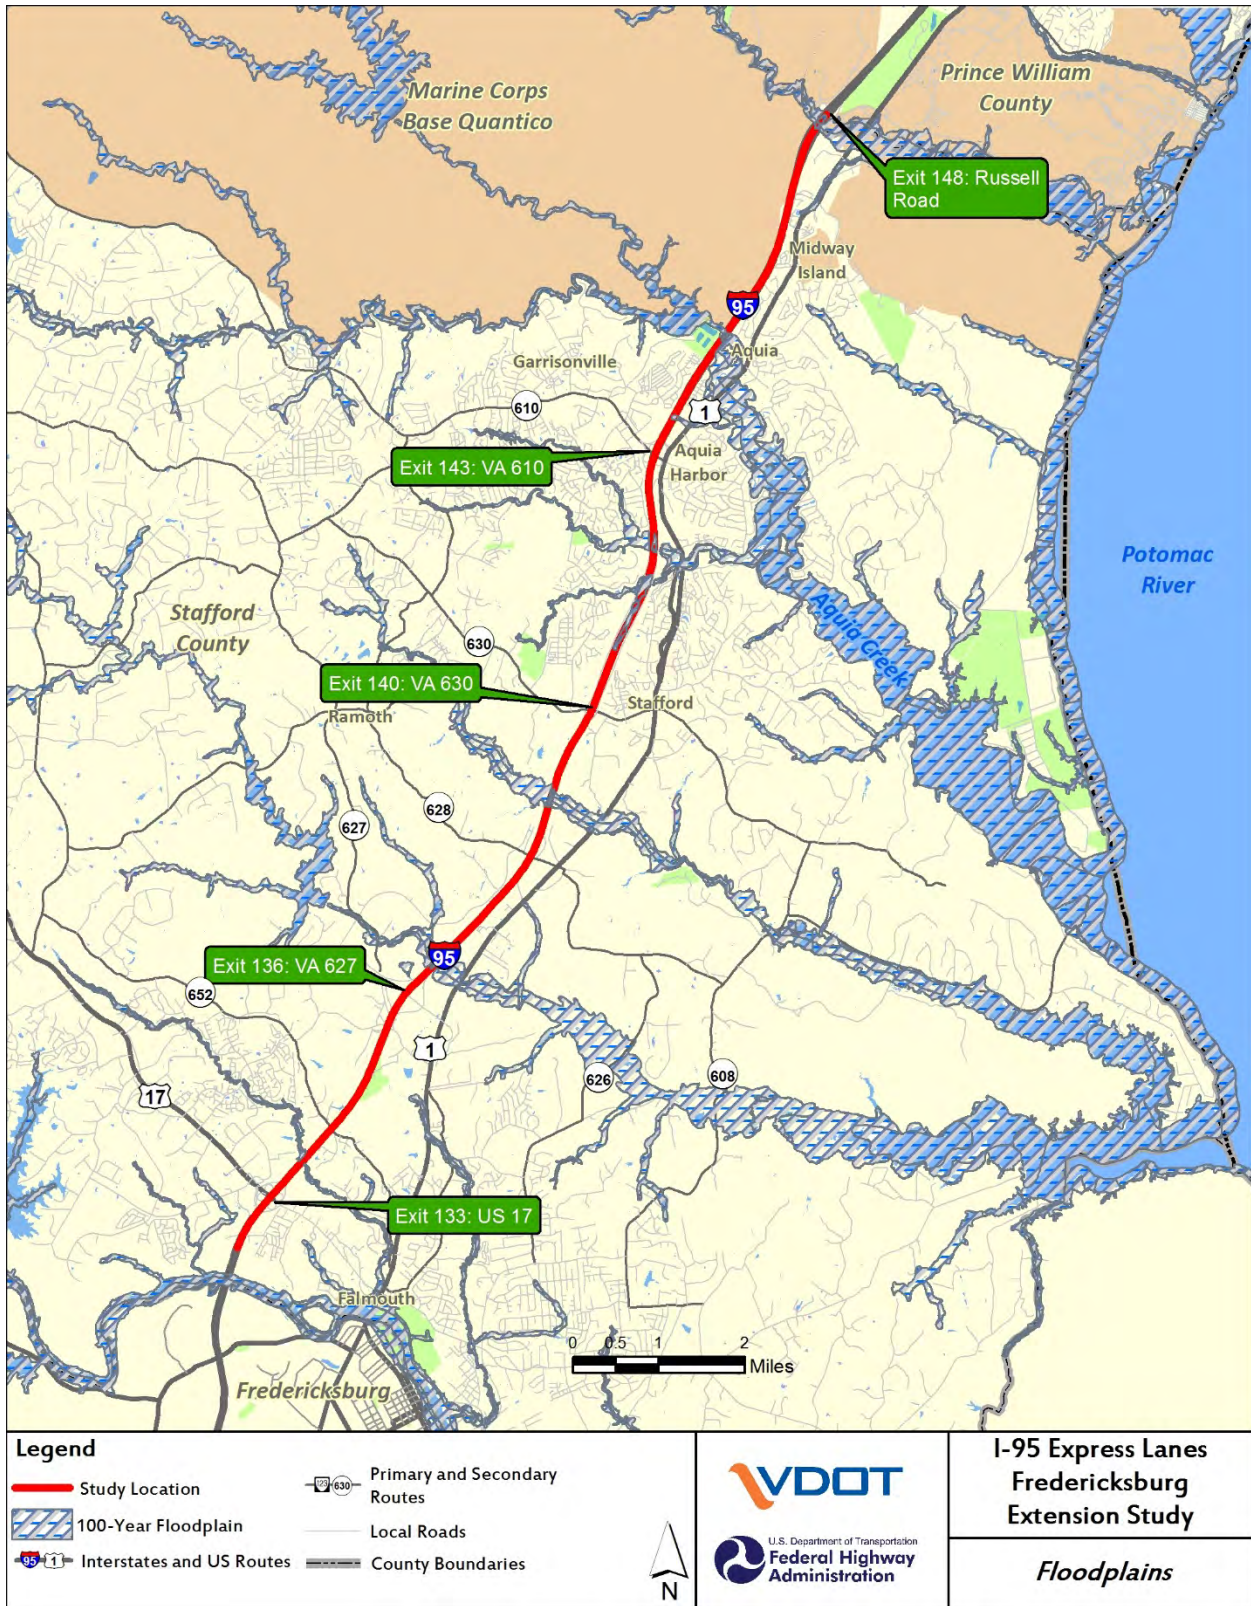 Marine Corps
Base Quantico
Prince William
County
Exit 148: Russell
Road
Midway
Island
95
Aquia
Garrisonville
610
1
Exit 143: VA 610
Aquia
Harbor
Potomac
River
Aquia Creek
Stafford
County
630
Exit 140: VA 630
Stafford
Ramoth
628
627
95
Exit 136: VA 627
652
1
626
608
17
Exit 133: US 17
Falmouth
0 0.5 1 2
Miles
Fredericksburg
Legend
Study Location
100-Year Floodplain
95 1 Interstates and US Routes
123 630 Primary and Secondary
Routes
Local Roads
County Boundaries
N
VDOT
U.S. Department of Transportation
Federal Highway
Administration
I-95 Express Lanes
Fredericksburg
Extension Study
Floodplains